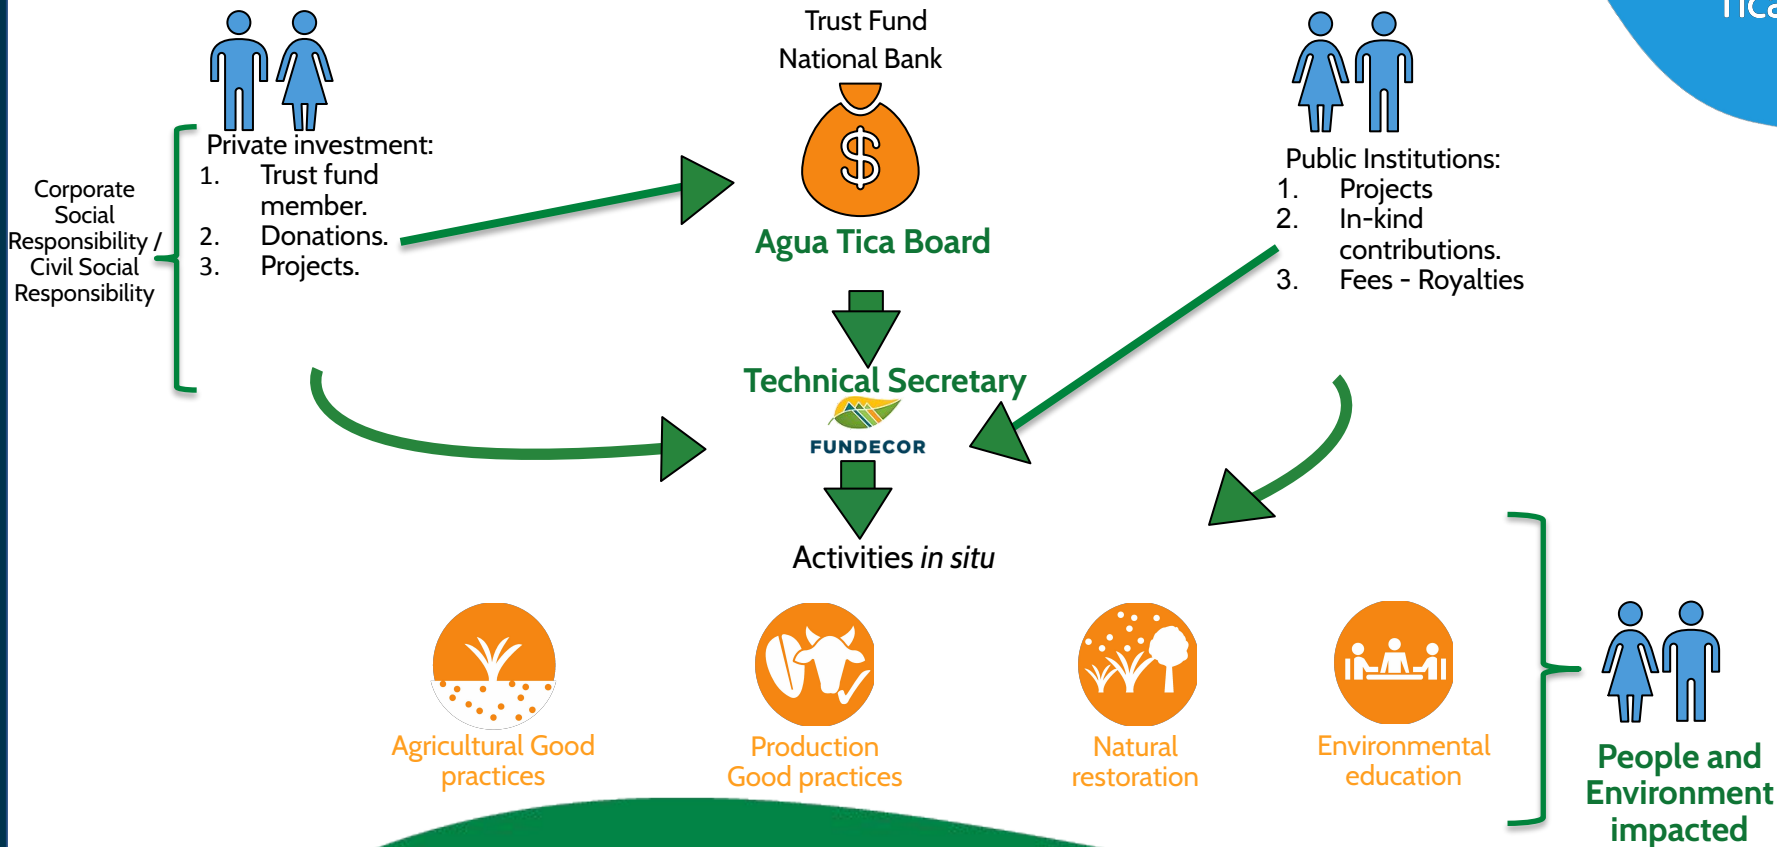 Tica
Trust Fund
National Bank
$
Agua Tica Board
Private investment:
1. Trust fund
member.
2. Donations.
3. Projects.
Corporate
Social
Responsibility /
Civil Social
Responsibility
Public Institutions:
1. Projects
2. In-kind
contributions.
3. Fees - Royalties
Technical Secretary
FUNDECOR
Activities in situ
Agricultural Good
practices
Production
Good practices
Natural
restoration
Environmental
education
People and
Environment
impacted